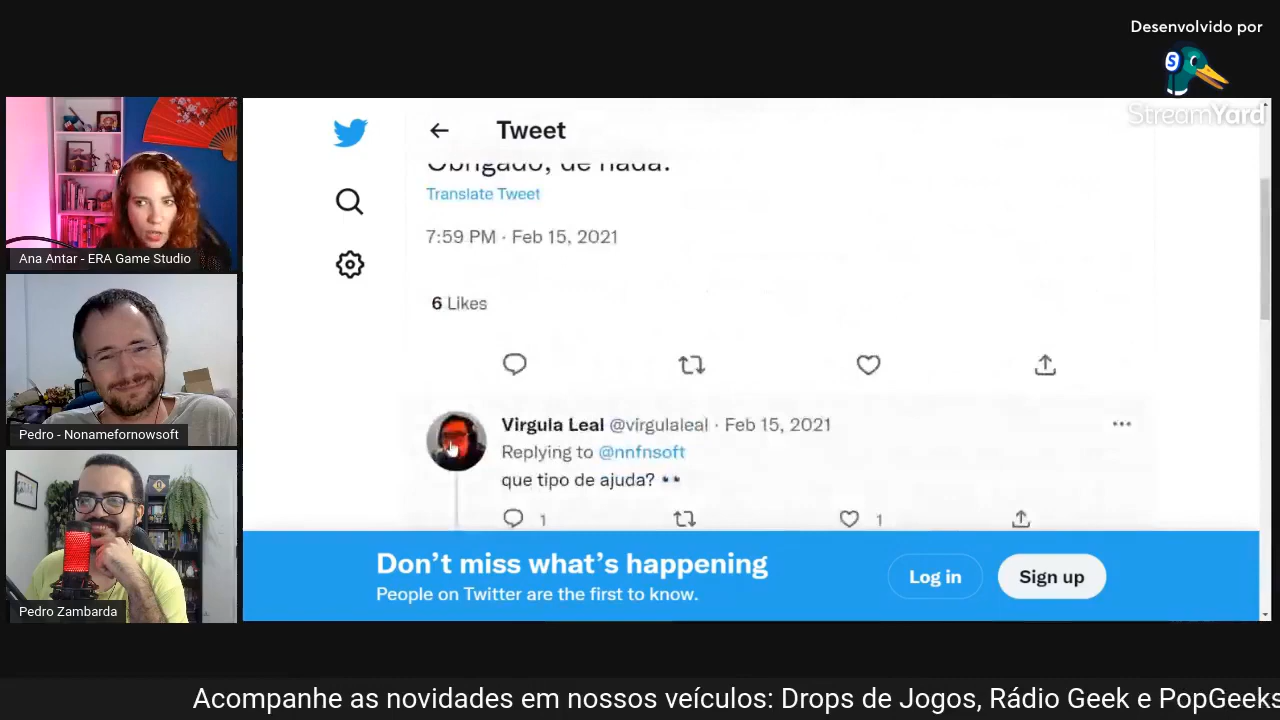 Desenvolvido por
StreamYard
Ana Antar - ERA Game Studio
Pedro - Nonamefornowsoft
Pedro Zambarda
Tweet
Obrigado, de nada.
Translate Tweet
7:59 PM · Feb 15, 2021
6 Likes
Virgula Leal @virgulaleal · Feb 15, 2021
Replying to @nnfnsoft
que tipo de ajuda? 👀
1
1
Don't miss what's happening
People on Twitter are the first to know.
Log in
Sign up
Acompanhe as novidades em nossos veículos: Drops de Jogos, Rádio Geek e PopGeeks